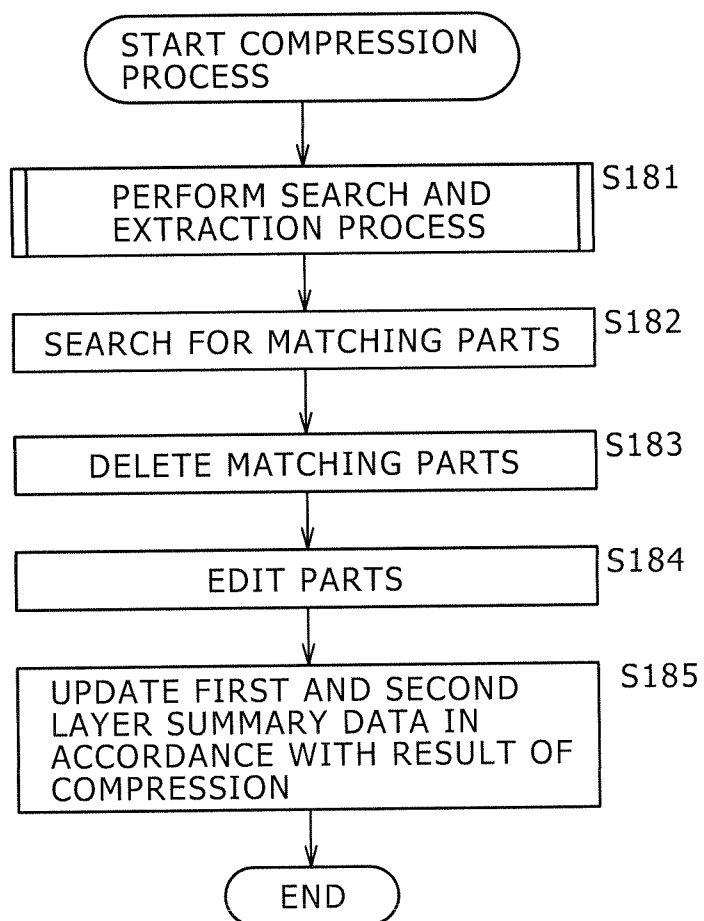 START COMPRESSION
PROCESS
S181
PERFORM SEARCH AND
EXTRACTION PROCESS
S182
SEARCH FOR MATCHING PARTS
S183
DELETE MATCHING PARTS
S184
EDIT PARTS
S185
UPDATE FIRST AND SECOND
LAYER SUMMARY DATA IN
ACCORDANCE WITH RESULT OF
COMPRESSION
END